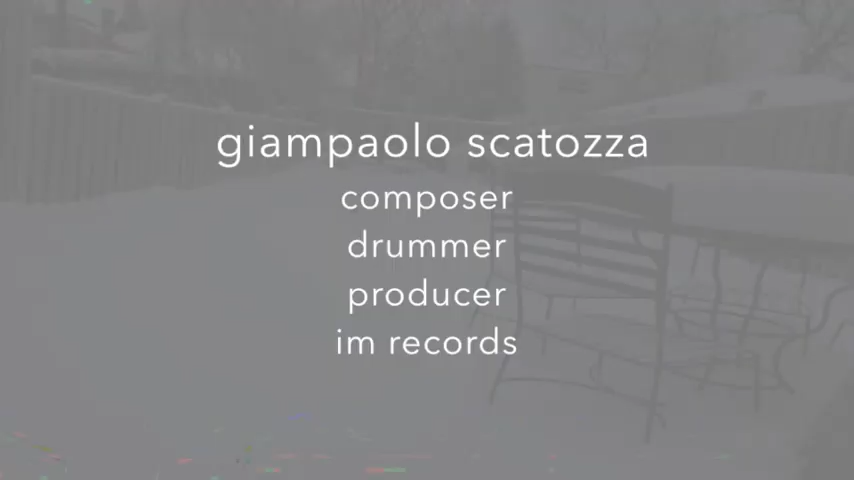 giampaolo scatozza
composer
drummer
producer
im records